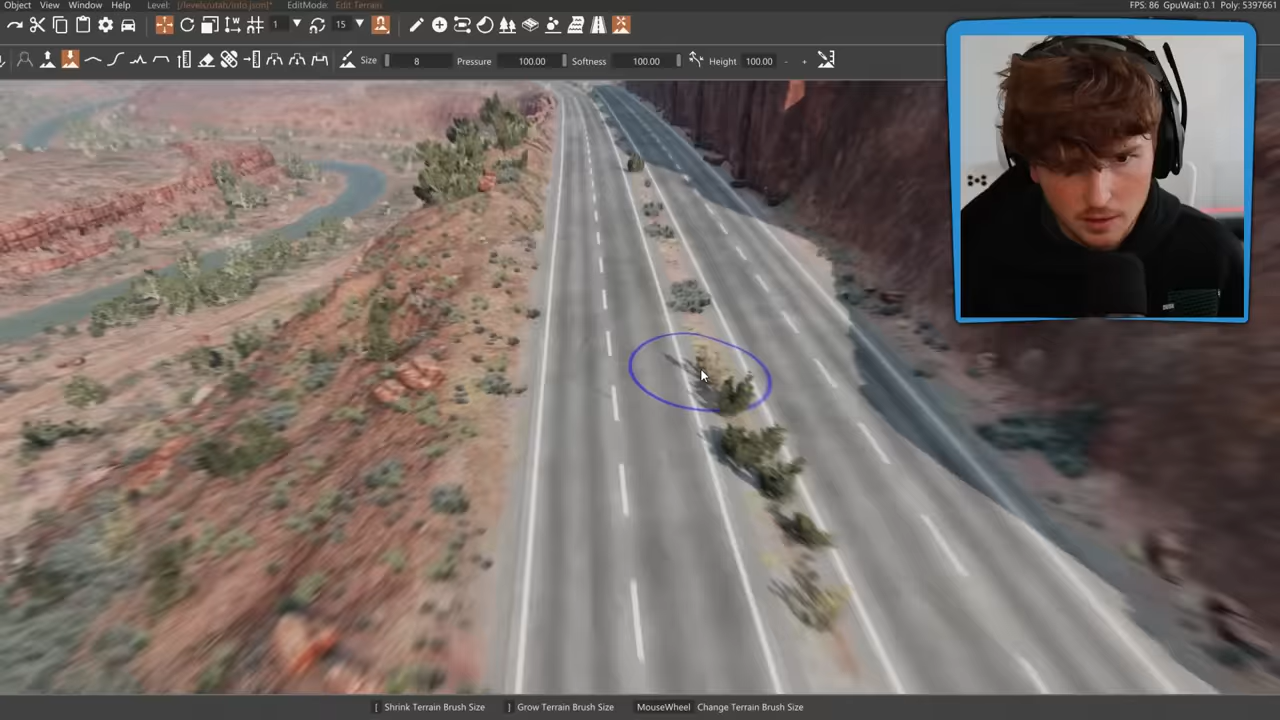 Object View Window Help Level: [/levels/utah/info.json]* EditMode: Edit Terrain FPS: 86 GpuWait: 0.1 Poly: 5397661
1 15
Size 8 Pressure 100.00 Softness 100.00 Height 100.00 - +
[ Shrink Terrain Brush Size ] Grow Terrain Brush Size MouseWheel Change Terrain Brush Size